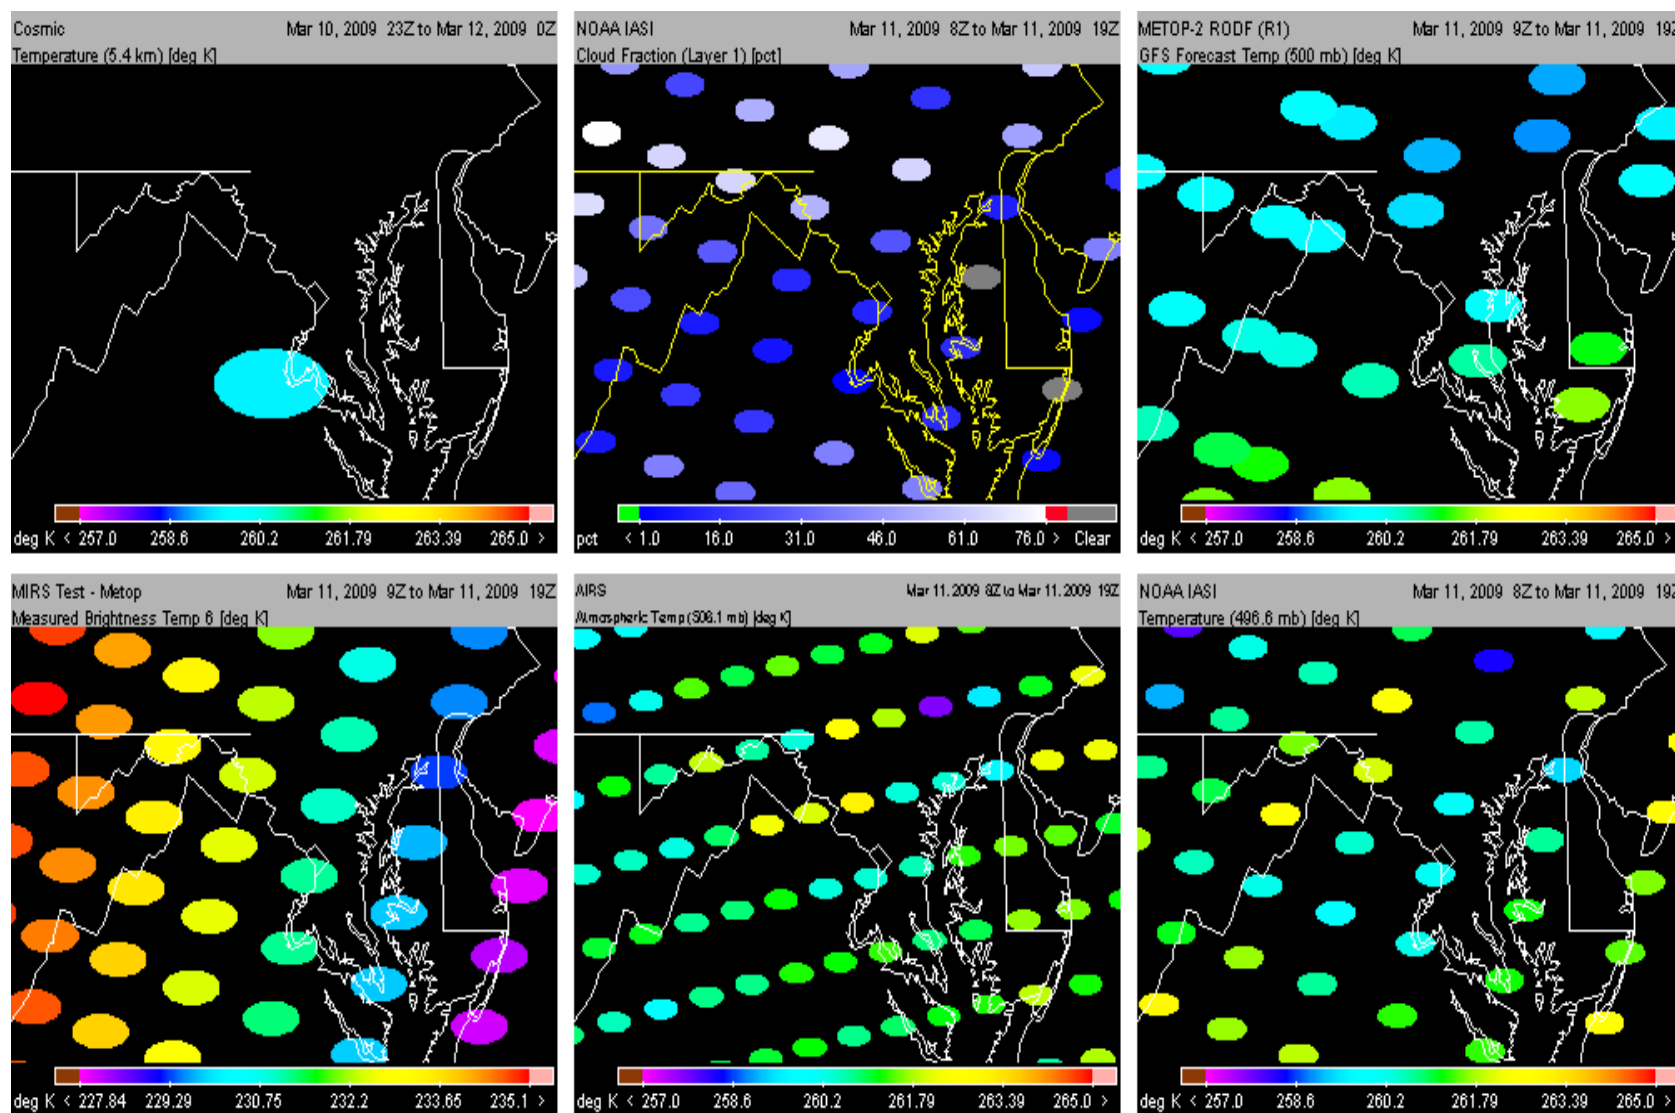 Cosmic Mar 10, 2009 23Z to Mar 12, 2009 0Z
Temperature (5.4 km) [deg K]
deg K < 257.0 258.6 260.2 261.79 263.39 265.0 >
NOAA IASI Mar 11, 2009 8Z to Mar 11, 2009 19Z
Cloud Fraction (Layer 1) [pct]
pct < 1.0 16.0 31.0 46.0 61.0 76.0 > Clear
METOP-2 RODF (R1) Mar 11, 2009 9Z to Mar 11, 2009 19Z
GFS Forecast Temp (500 mb) [deg K]
deg K < 257.0 258.6 260.2 261.79 263.39 265.0 >
MIRS Test - Metop Mar 11, 2009 9Z to Mar 11, 2009 19Z
Measured Brightness Temp 6 [deg K]
deg K < 227.84 229.29 230.75 232.2 233.65 235.1 >
AIRS Mar 11, 2009 8Z to Mar 11, 2009 19Z
Atmospheric Temp (506.1 mb) [deg K]
deg K < 257.0 258.6 260.2 261.79 263.39 265.0 >
NOAA IASI Mar 11, 2009 8Z to Mar 11, 2009 19Z
Temperature (496.6 mb) [deg K]
deg K < 257.0 258.6 260.2 261.79 263.39 265.0 >